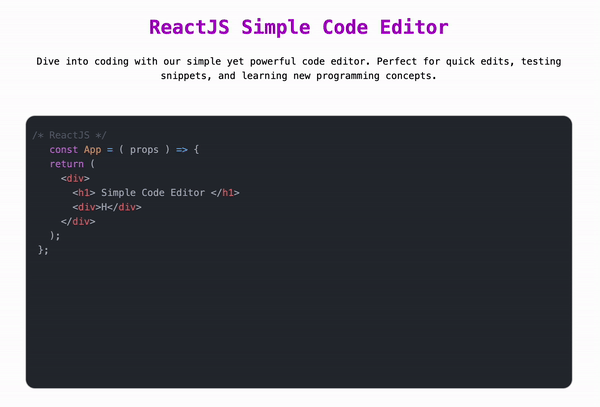 ReactJS Simple Code Editor
Dive into coding with our simple yet powerful code editor. Perfect for quick edits, testing
snippets, and learning new programming concepts.
/* ReactJS */
   const App = ( props ) => {
   return (
     <div>
       <h1> Simple Code Editor </h1>
       <div>H</div>
     </div>
   );
 };